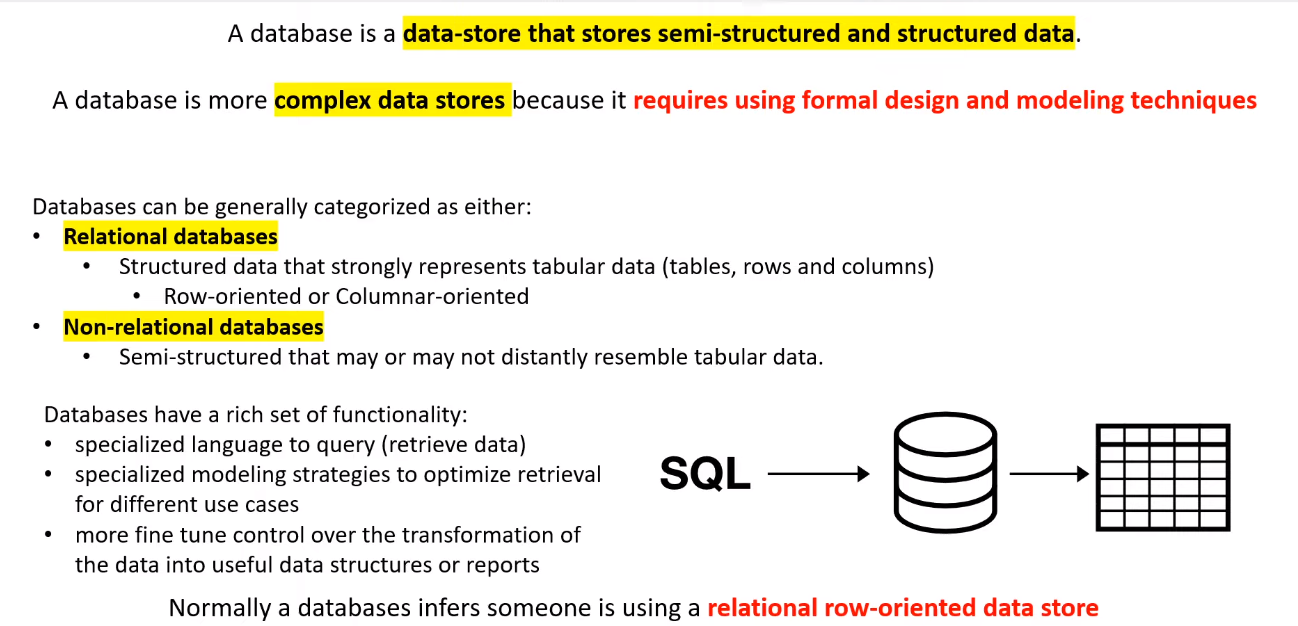 A database is a data-store that stores semi-structured and structured data.
A database is more complex data stores because it requires using formal design and modeling techniques
Databases can be generally categorized as either:
• Relational databases
• Structured data that strongly represents tabular data (tables, rows and columns)
• Row-oriented or Columnar-oriented
• Non-relational databases
• Semi-structured that may or may not distantly resemble tabular data.
Databases have a rich set of functionality:
• specialized language to query (retrieve data)
• specialized modeling strategies to optimize retrieval
for different use cases
• more fine tune control over the transformation of
the data into useful data structures or reports
SQL
Normally a databases infers someone is using a relational row-oriented data store